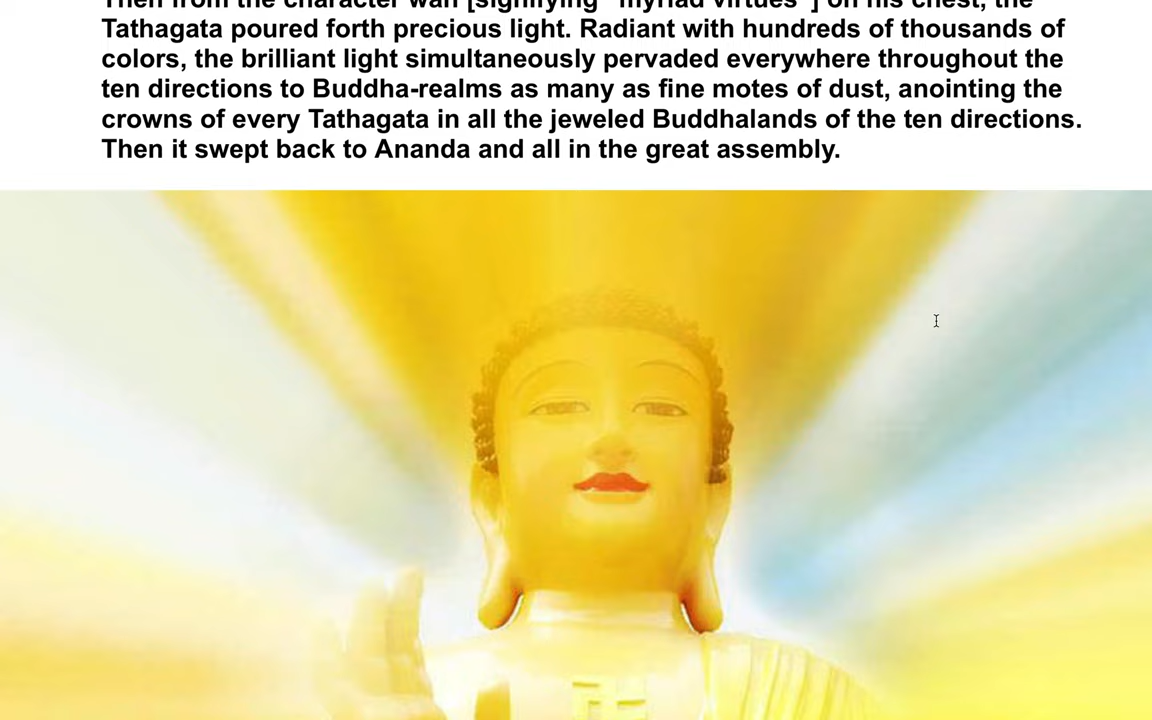 Then from the character wan [signifying "myriad virtues"] on his chest, the
Tathagata poured forth precious light. Radiant with hundreds of thousands of
colors, the brilliant light simultaneously pervaded everywhere throughout the
ten directions to Buddha-realms as many as fine motes of dust, anointing the
crowns of every Tathagata in all the jeweled Buddhalands of the ten directions.
Then it swept back to Ananda and all in the great assembly.